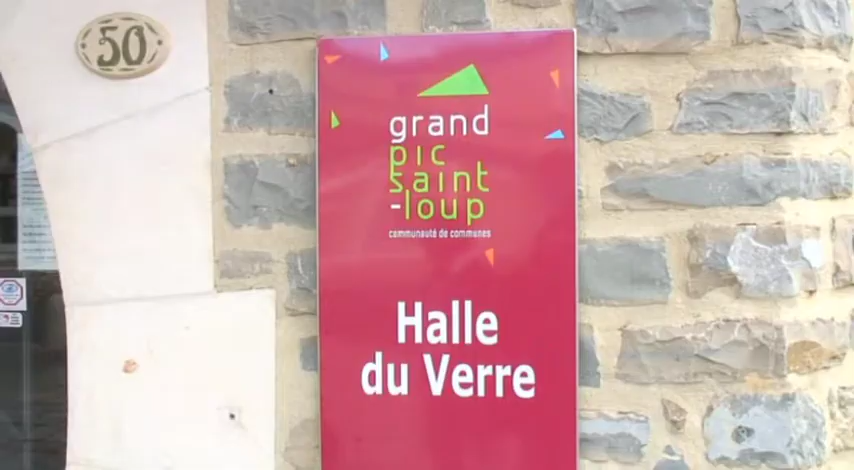 50
grand
pic
saint
-loup
communauté de communes
Halle
du Verre